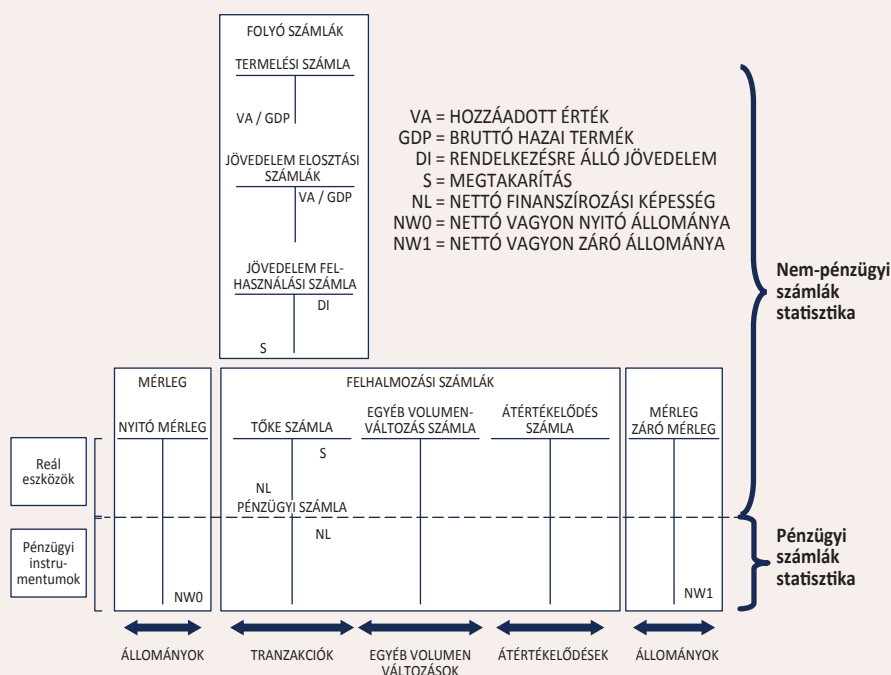 FOLYÓ SZÁMLÁK
TERMELÉSI SZÁMLA
VA / GDP
JÖVEDELEM ELOSZTÁSI
SZÁMLÁK
VA / GDP
JÖVEDELEM FEL-
HASZNÁLÁSI SZÁMLA
DI
S
VA = HOZZÁADOTT ÉRTÉK
GDP = BRUTTÓ HAZAI TERMÉK
DI = RENDELKEZÉSRE ÁLLÓ JÖVEDELEM
S = MEGTAKARÍTÁS
NL = NETTÓ FINANSZÍROZÁSI KÉPESSÉG
NW0 = NETTÓ VAGYON NYITÓ ÁLLOMÁNYA
NW1 = NETTÓ VAGYON ZÁRÓ ÁLLOMÁNYA
Nem-pénzügyi
számlák
statisztika
MÉRLEG
NYITÓ MÉRLEG
FELHALMOZÁSI SZÁMLÁK
TŐKE SZÁMLA
S
NL
EGYÉB VOLUMEN-
VÁLTOZÁS SZÁMLA
ÁTÉRTÉKELŐDÉS
SZÁMLA
MÉRLEG
ZÁRÓ MÉRLEG
Reál
eszközök
PÉNZÜGYI SZÁMLA
NL
Pénzügyi
instru-
mentumok
NW0
NW1
Pénzügyi
számlák
statisztika
ÁLLOMÁNYOK
TRANZAKCIÓK
EGYÉB VOLUMEN
VÁLTOZÁSOK
ÁTÉRTÉKELŐDÉSEK
ÁLLOMÁNYOK